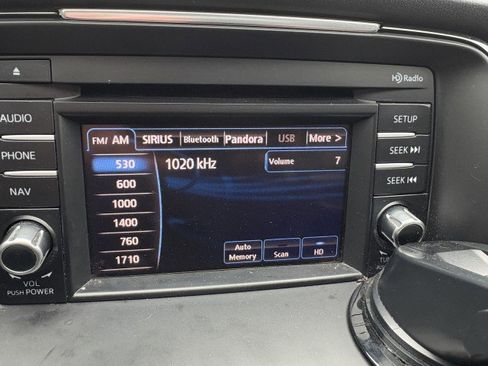 HD Radio
AUDIO
PHONE
NAV
VOL
PUSH POWER
FM/ AM SIRIUS Bluetooth Pandora USB More >
530 1020 kHz Volume 7
600
1000
1400
760
1710
Auto Memory Scan HD
SETUP
SEEK
SEEK